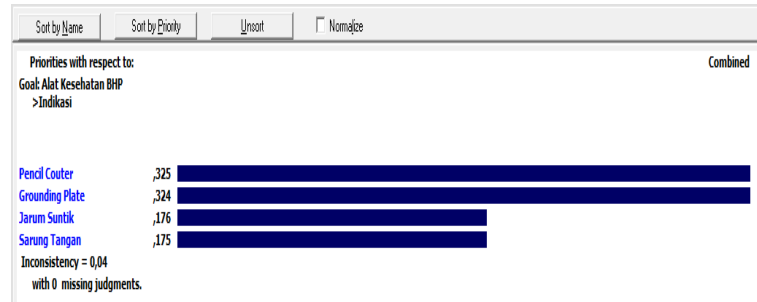 Sort by Name Sort by Priority Unsort Normalize
Priorities with respect to: Combined
Goal: Alat Kesehatan BHP
>Indikasi
Pencil Couter ,325
Grounding Plate ,324
Jarum Suntik ,176
Sarung Tangan ,175
Inconsistency = 0,04
with 0 missing judgments.